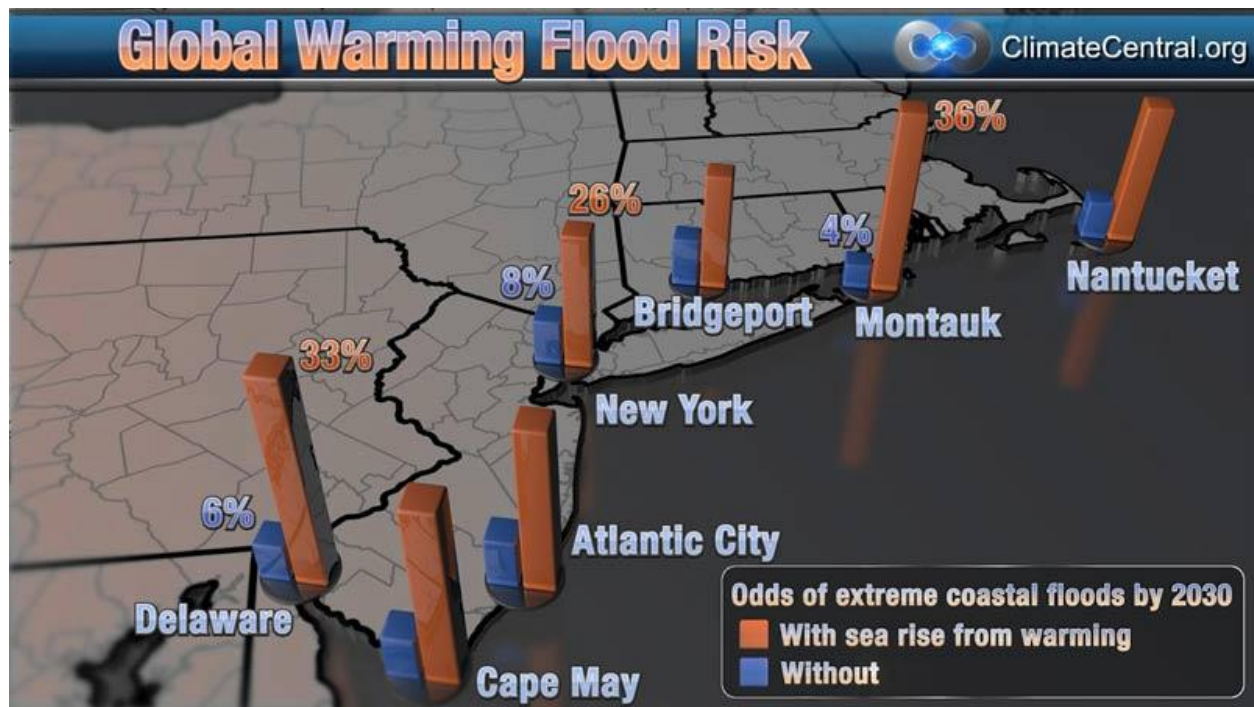 Global Warming Flood Risk
ClimateCentral.org
36%
26%
4%
8%
Nantucket
Bridgeport
Montauk
33%
New York
6%
Atlantic City
Delaware
Cape May
Odds of extreme coastal floods by 2030
With sea rise from warming
Without